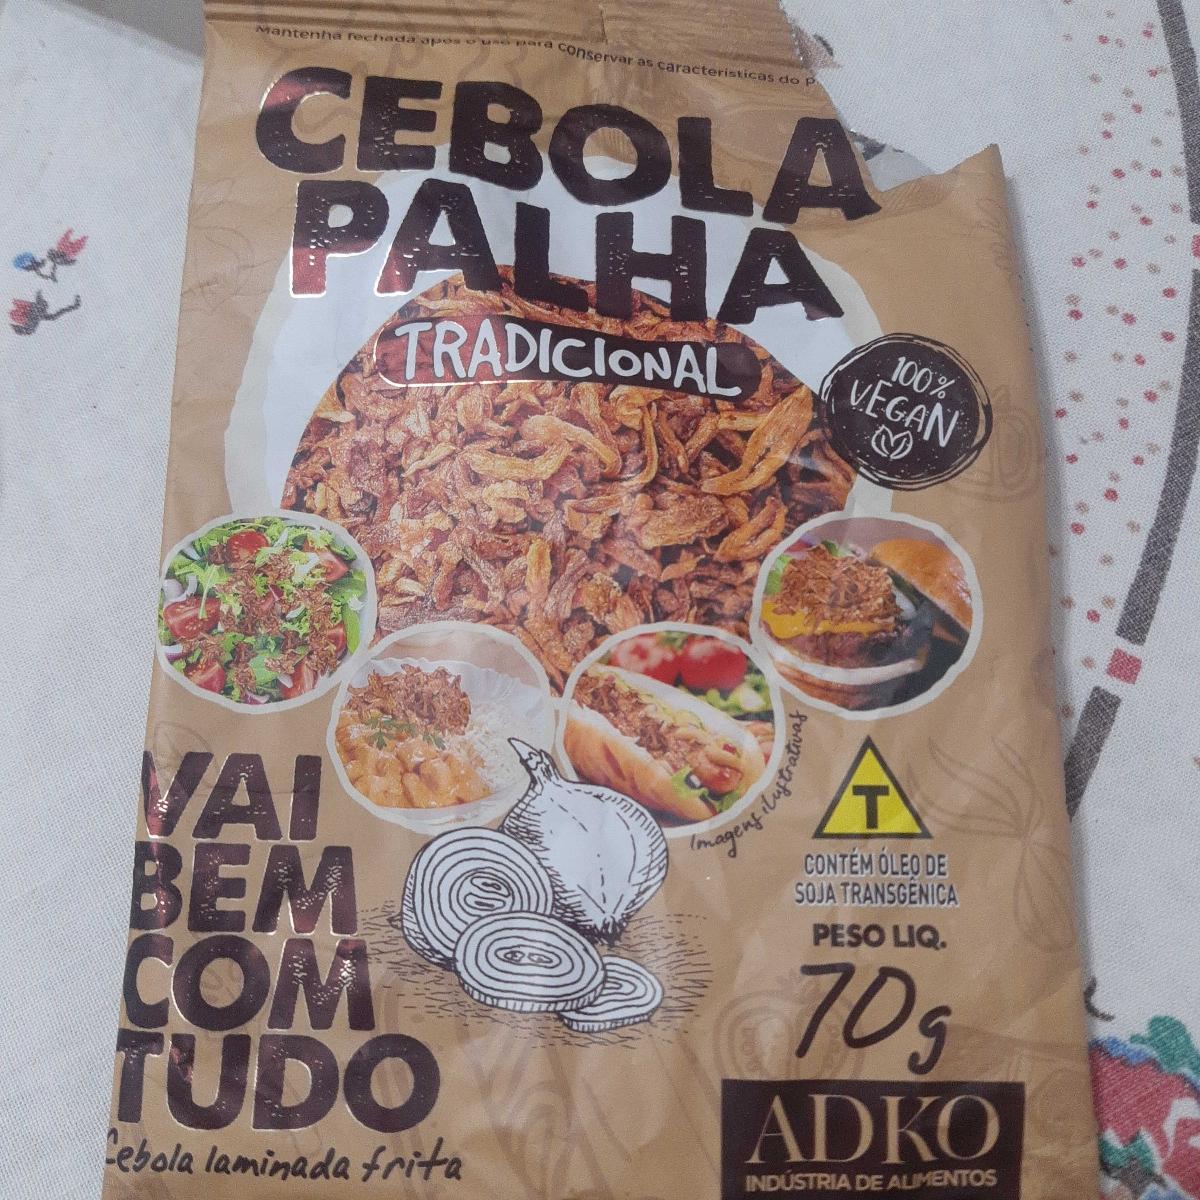 Mantenha fechada após o uso para conservar as características do
CEBOLA
PALHA
TRADICIONAL
100%
VEGAN
Imagens ilustrativas
VAI
BEM
COM
TUDO
Cebola laminada frita
T
CONTÉM ÓLEO DE
SOJA TRANSGÊNICA
PESO LIQ.
70g
ADKO
INDÚSTRIA DE ALIMENTOS